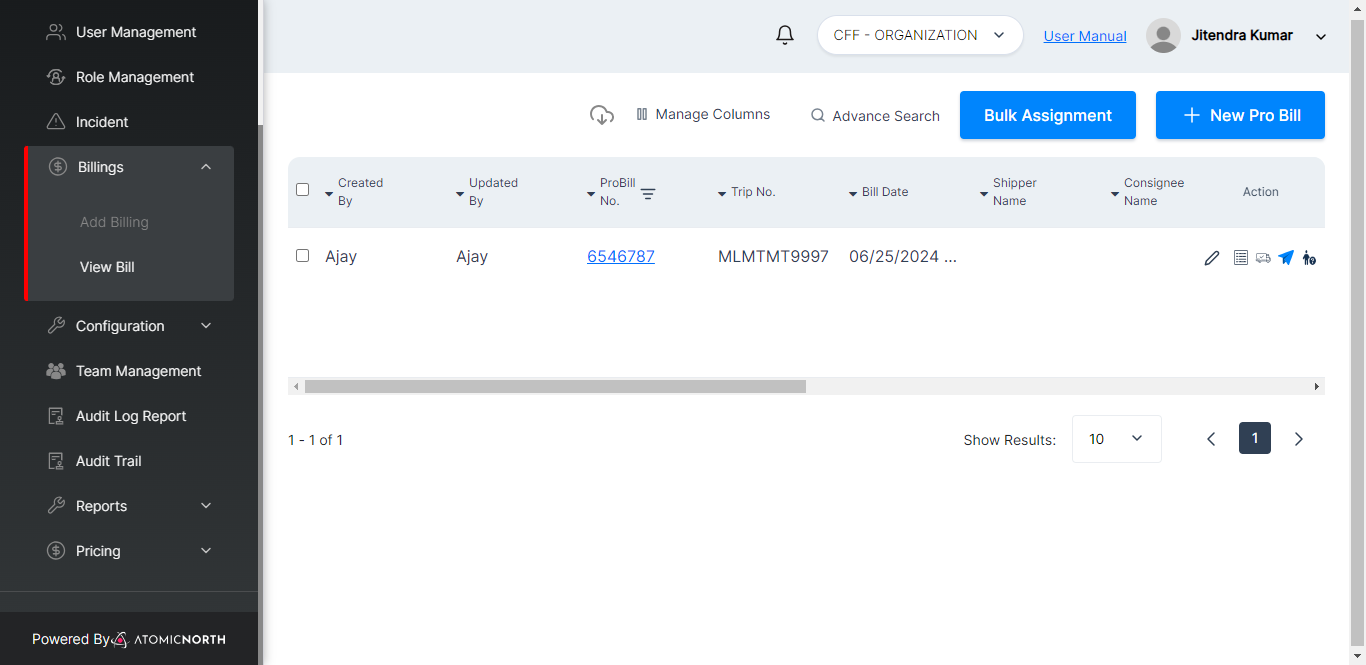 User Management
Role Management
Incident
Billings
Add Billing
View Bill
Configuration
Team Management
Audit Log Report
Audit Trail
Reports
Pricing
Powered By ATOMICNORTH
CFF - ORGANIZATION
User Manual
Jitendra Kumar
Manage Columns
Advance Search
Bulk Assignment
New Pro Bill
Created By
Updated By
ProBill No.
Trip No.
Bill Date
Shipper Name
Consignee Name
Action
Ajay
Ajay
6546787
MLMTMT9997
06/25/2024 ...
1 - 1 of 1
Show Results:
10
1